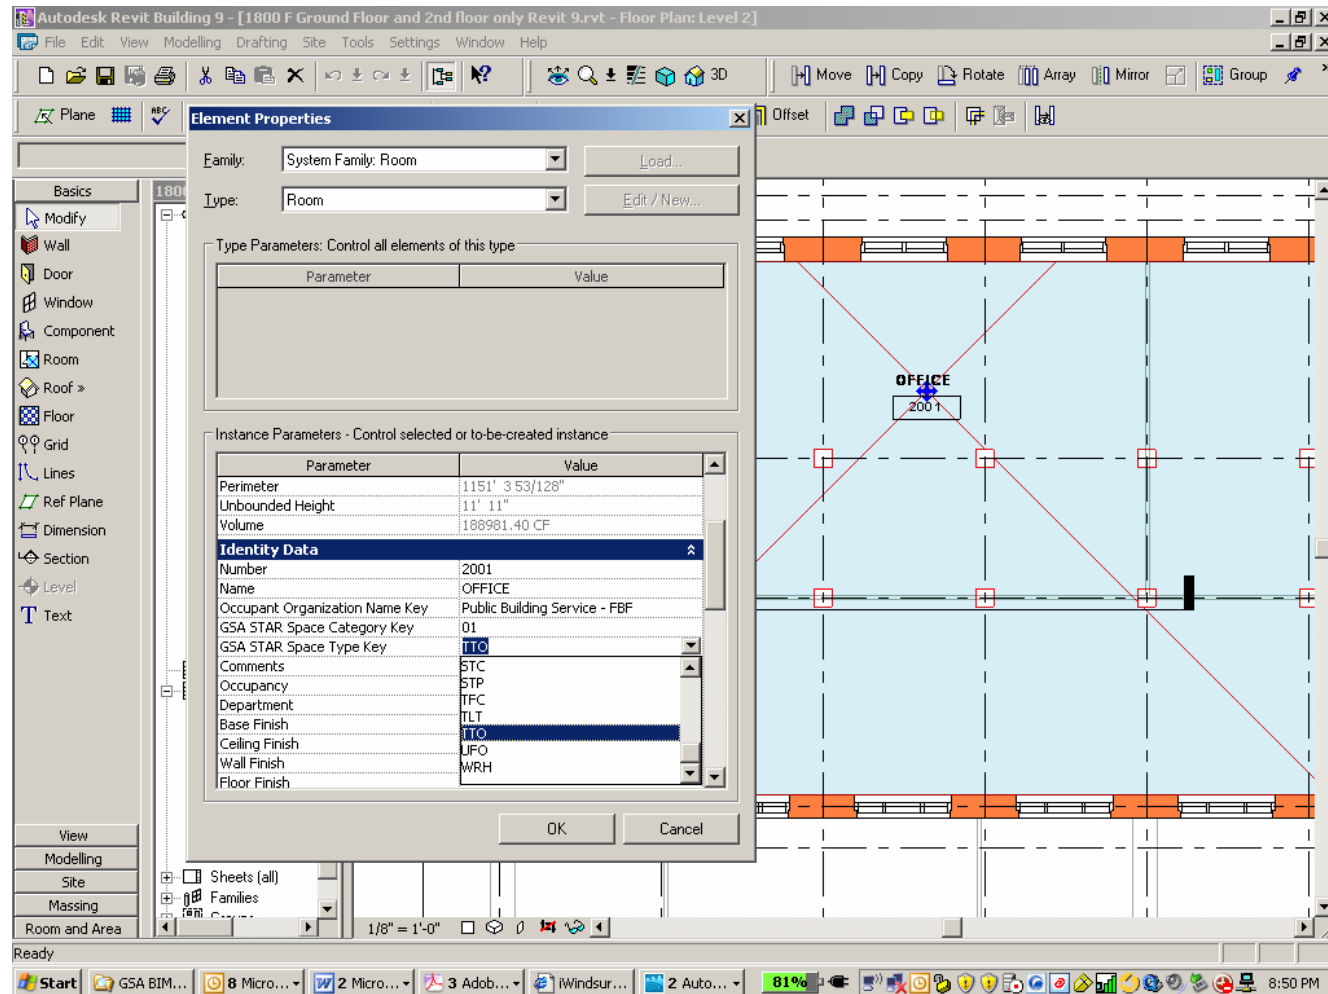 Autodesk Revit Building 9 - [1800 F Ground Floor and 2nd floor only Revit 9.rvt - Floor Plan: Level 2]
File Edit View Modelling Drafting Site Tools Settings Window Help
3D Move Copy Rotate Array Mirror Group
Plane Offset
Element Properties
Family: System Family: Room Load...
Type: Room Edit / New...
Type Parameters: Control all elements of this type
Parameter Value
Instance Parameters - Control selected or to-be-created instance
Parameter Value
Perimeter 1151' 3 53/128"
Unbounded Height 11' 11"
Volume 188981.40 CF
Identity Data
Number 2001
Name OFFICE
Occupant Organization Name Key Public Building Service - FBF
GSA STAR Space Category Key 01
GSA STAR Space Type Key TTO
Comments
Occupancy
Department
Base Finish
Ceiling Finish
Wall Finish
Floor Finish
STC
STP
TFC
TLT
TTO
UFO
WRH
OK Cancel
Basics
Modify
Wall
Door
Window
Component
Room
Roof »
Floor
Grid
Lines
Ref Plane
Dimension
Section
Level
Text
View
Modelling
Site
Massing
Room and Area
1800
Sheets (all)
Families
OFFICE
2001
1/8" = 1'-0"
Ready
Start GSA BIM... 8 Micro... 2 Micro... 3 Adob... iWindsur... 2 Auto... 81% 8:50 PM